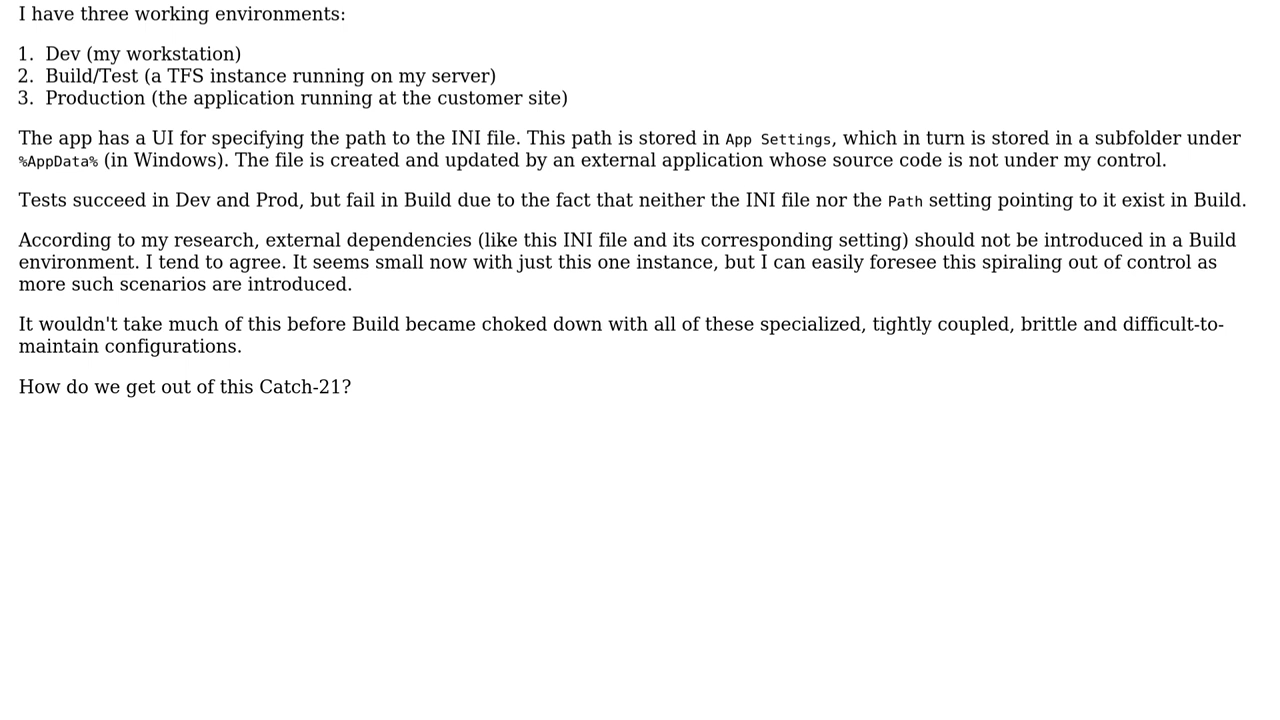 I have three working environments:
1. Dev (my workstation)
2. Build/Test (a TFS instance running on my server)
3. Production (the application running at the customer site)
The app has a UI for specifying the path to the INI file. This path is stored in App Settings, which in turn is stored in a subfolder under
%AppData% (in Windows). The file is created and updated by an external application whose source code is not under my control.
Tests succeed in Dev and Prod, but fail in Build due to the fact that neither the INI file nor the Path setting pointing to it exist in Build.
According to my research, external dependencies (like this INI file and its corresponding setting) should not be introduced in a Build
environment. I tend to agree. It seems small now with just this one instance, but I can easily foresee this spiraling out of control as
more such scenarios are introduced.
It wouldn't take much of this before Build became choked down with all of these specialized, tightly coupled, brittle and difficult-to-
maintain configurations.
How do we get out of this Catch-21?